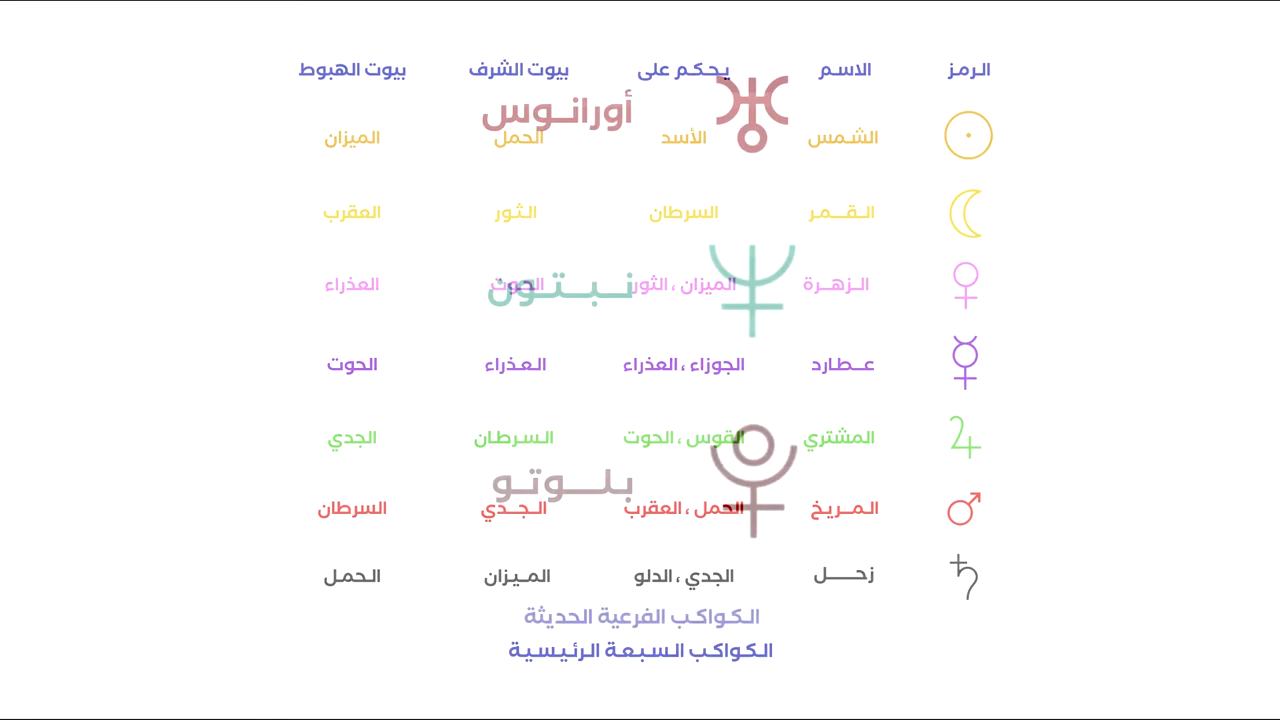 الرمز الاسم يحكم على بيوت الشرف بيوت الهبوط
أورانوس
الشمس الأسد الحمل الميزان
القمر السرطان الثور العقرب
الزهرة الميزان ، الثور الحوت العذراء
نبتون
عطارد الجوزاء ، العذراء العذراء الحوت
المشتري القوس ، الحوت السرطان الجدي
بلوتو
المريخ الحمل ، العقرب الجدي السرطان
زحل الجدي ، الدلو الميزان الحمل
الكواكب الفرعية الحديثة
الكواكب السبعة الرئيسية